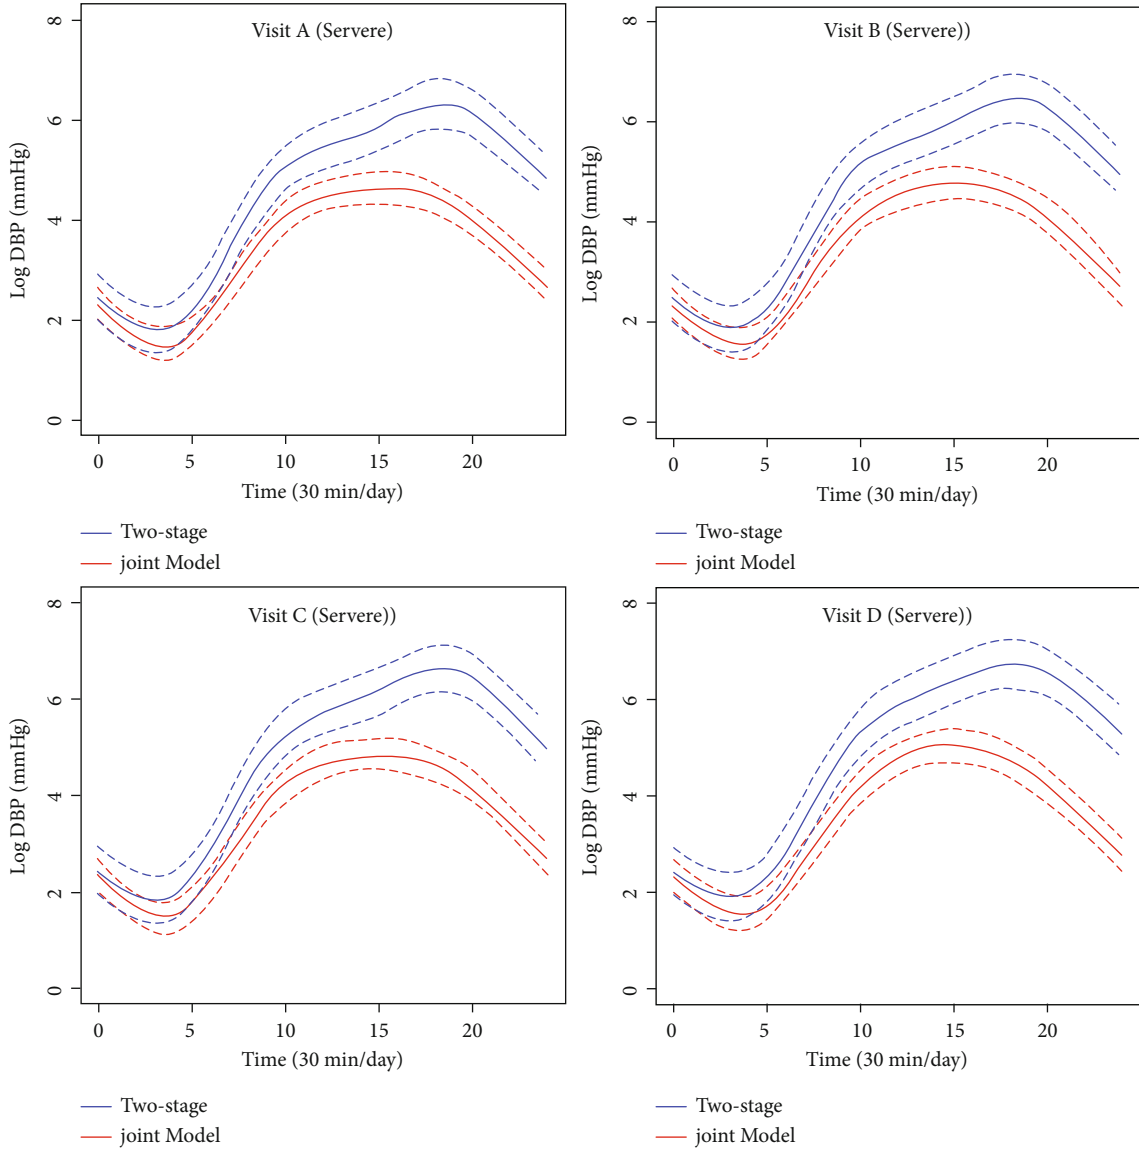 Visit A (Servere)
Log DBP (mmHg)
8
6
4
2
0
0 5 10 15 20
Time (30 min/day)
Two-stage
joint Model
Visit B (Servere))
Log DBP (mmHg)
8
6
4
2
0
0 5 10 15 20
Time (30 min/day)
Two-stage
joint Model
Visit C (Servere))
Log DBP (mmHg)
8
6
4
2
0
0 5 10 15 20
Time (30 min/day)
Two-stage
joint Model
Visit D (Servere))
Log DBP (mmHg)
8
6
4
2
0
0 5 10 15 20
Time (30 min/day)
Two-stage
joint Model